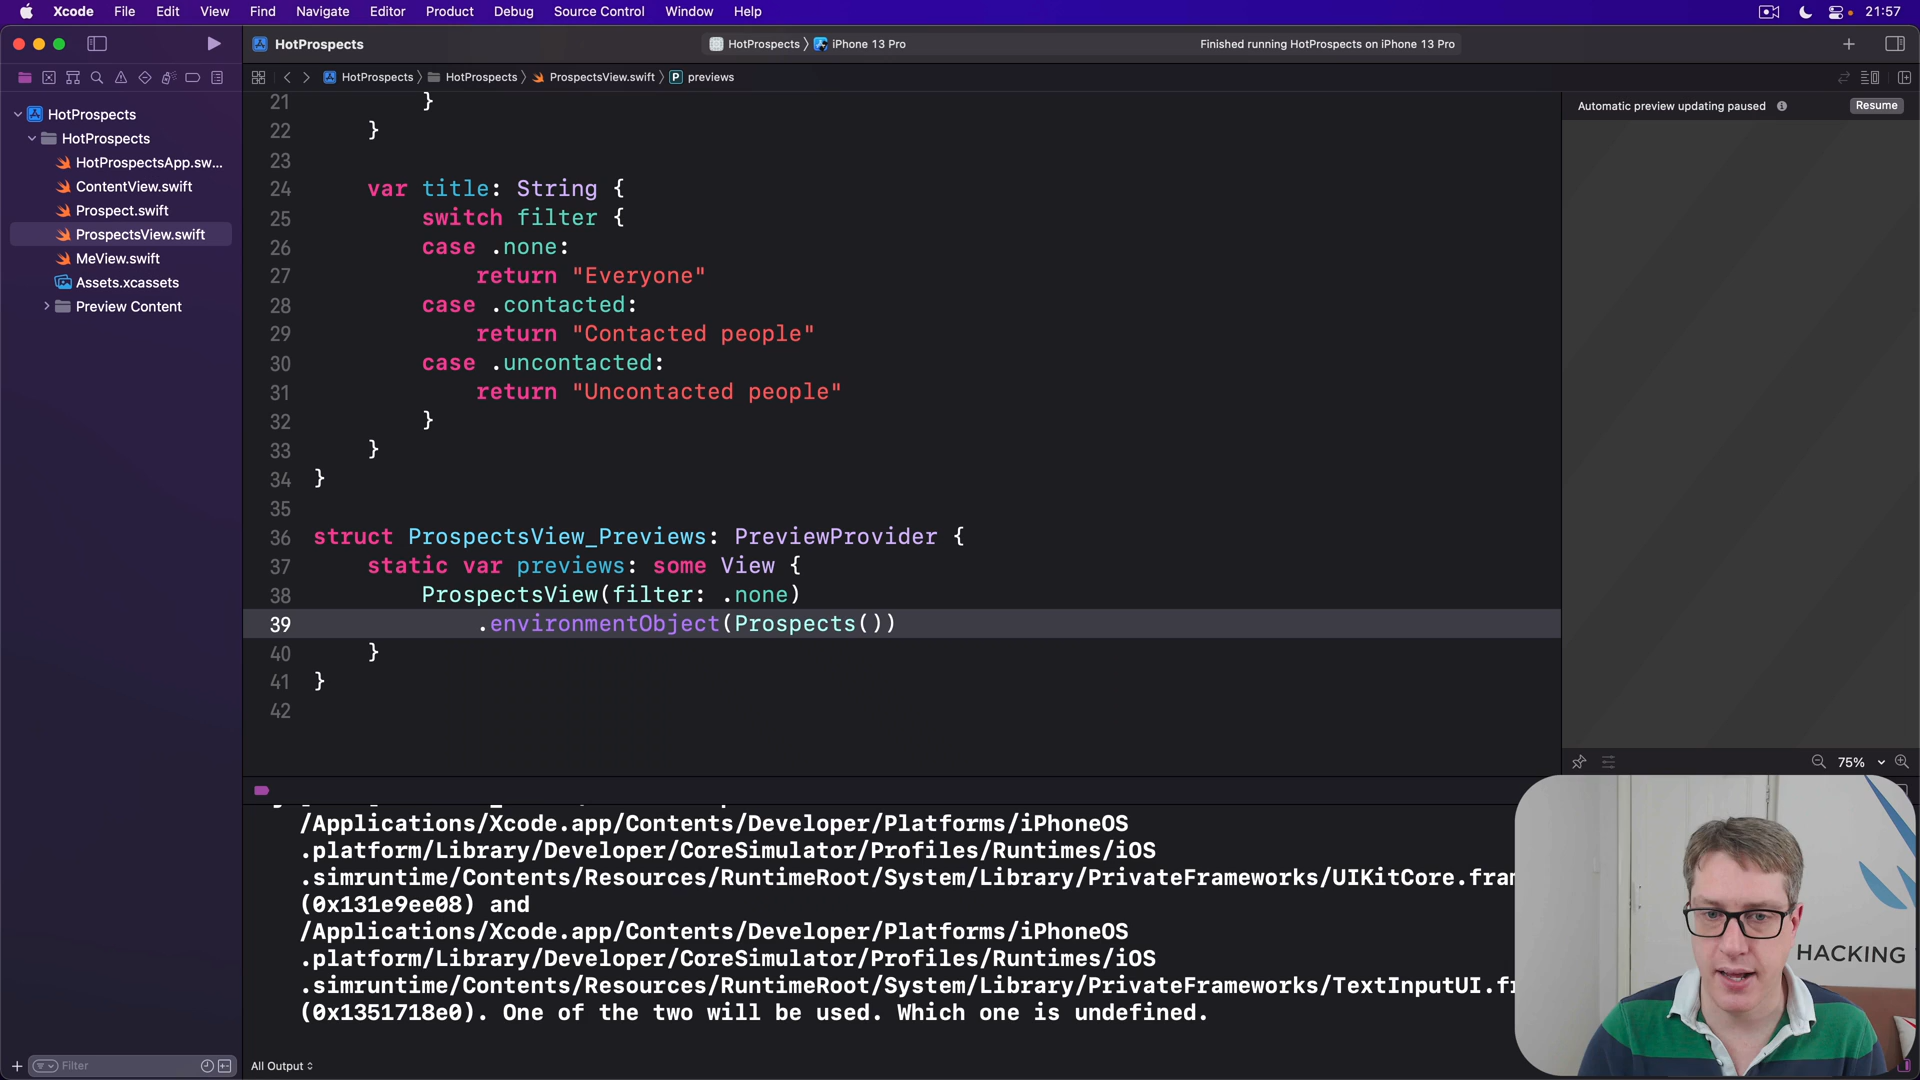 Xcode File Edit View Find Navigate Editor Product Debug Source Control Window Help 21:57
HotProspects HotProspects iPhone 13 Pro Finished running HotProspects on iPhone 13 Pro
HotProspects HotProspects ProspectsView.swift P previews
Automatic preview updating paused Resume
HotProspects
HotProspects
HotProspectsApp.sw...
ContentView.swift
Prospect.swift
ProspectsView.swift
MeView.swift
Assets.xcassets
Preview Content
21 }
22 }
23
24 var title: String {
25 switch filter {
26 case .none:
27 return "Everyone"
28 case .contacted:
29 return "Contacted people"
30 case .uncontacted:
31 return "Uncontacted people"
32 }
33 }
34 }
35
36 struct ProspectsView_Previews: PreviewProvider {
37 static var previews: some View {
38 ProspectsView(filter: .none)
39 .environmentObject(Prospects())
40 }
41 }
42
75%
/Applications/Xcode.app/Contents/Developer/Platforms/iPhoneOS
.platform/Library/Developer/CoreSimulator/Profiles/Runtimes/iOS
.simruntime/Contents/Resources/RuntimeRoot/System/Library/PrivateFrameworks/UIKitCore.fram
(0x131e9ee08) and
/Applications/Xcode.app/Contents/Developer/Platforms/iPhoneOS
.platform/Library/Developer/CoreSimulator/Profiles/Runtimes/iOS
.simruntime/Contents/Resources/RuntimeRoot/System/Library/PrivateFrameworks/TextInputUI.fr
(0x1351718e0). One of the two will be used. Which one is undefined.
HACKING
Filter
All Output